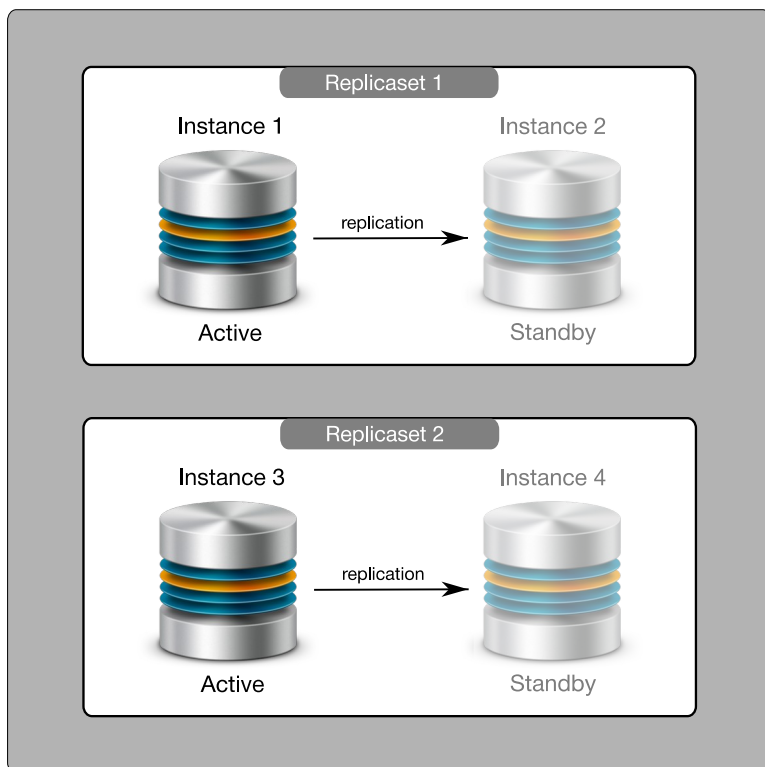 Replicaset 1
Instance 1
Instance 2
replication
Active
Standby
Replicaset 2
Instance 3
Instance 4
replication
Active
Standby